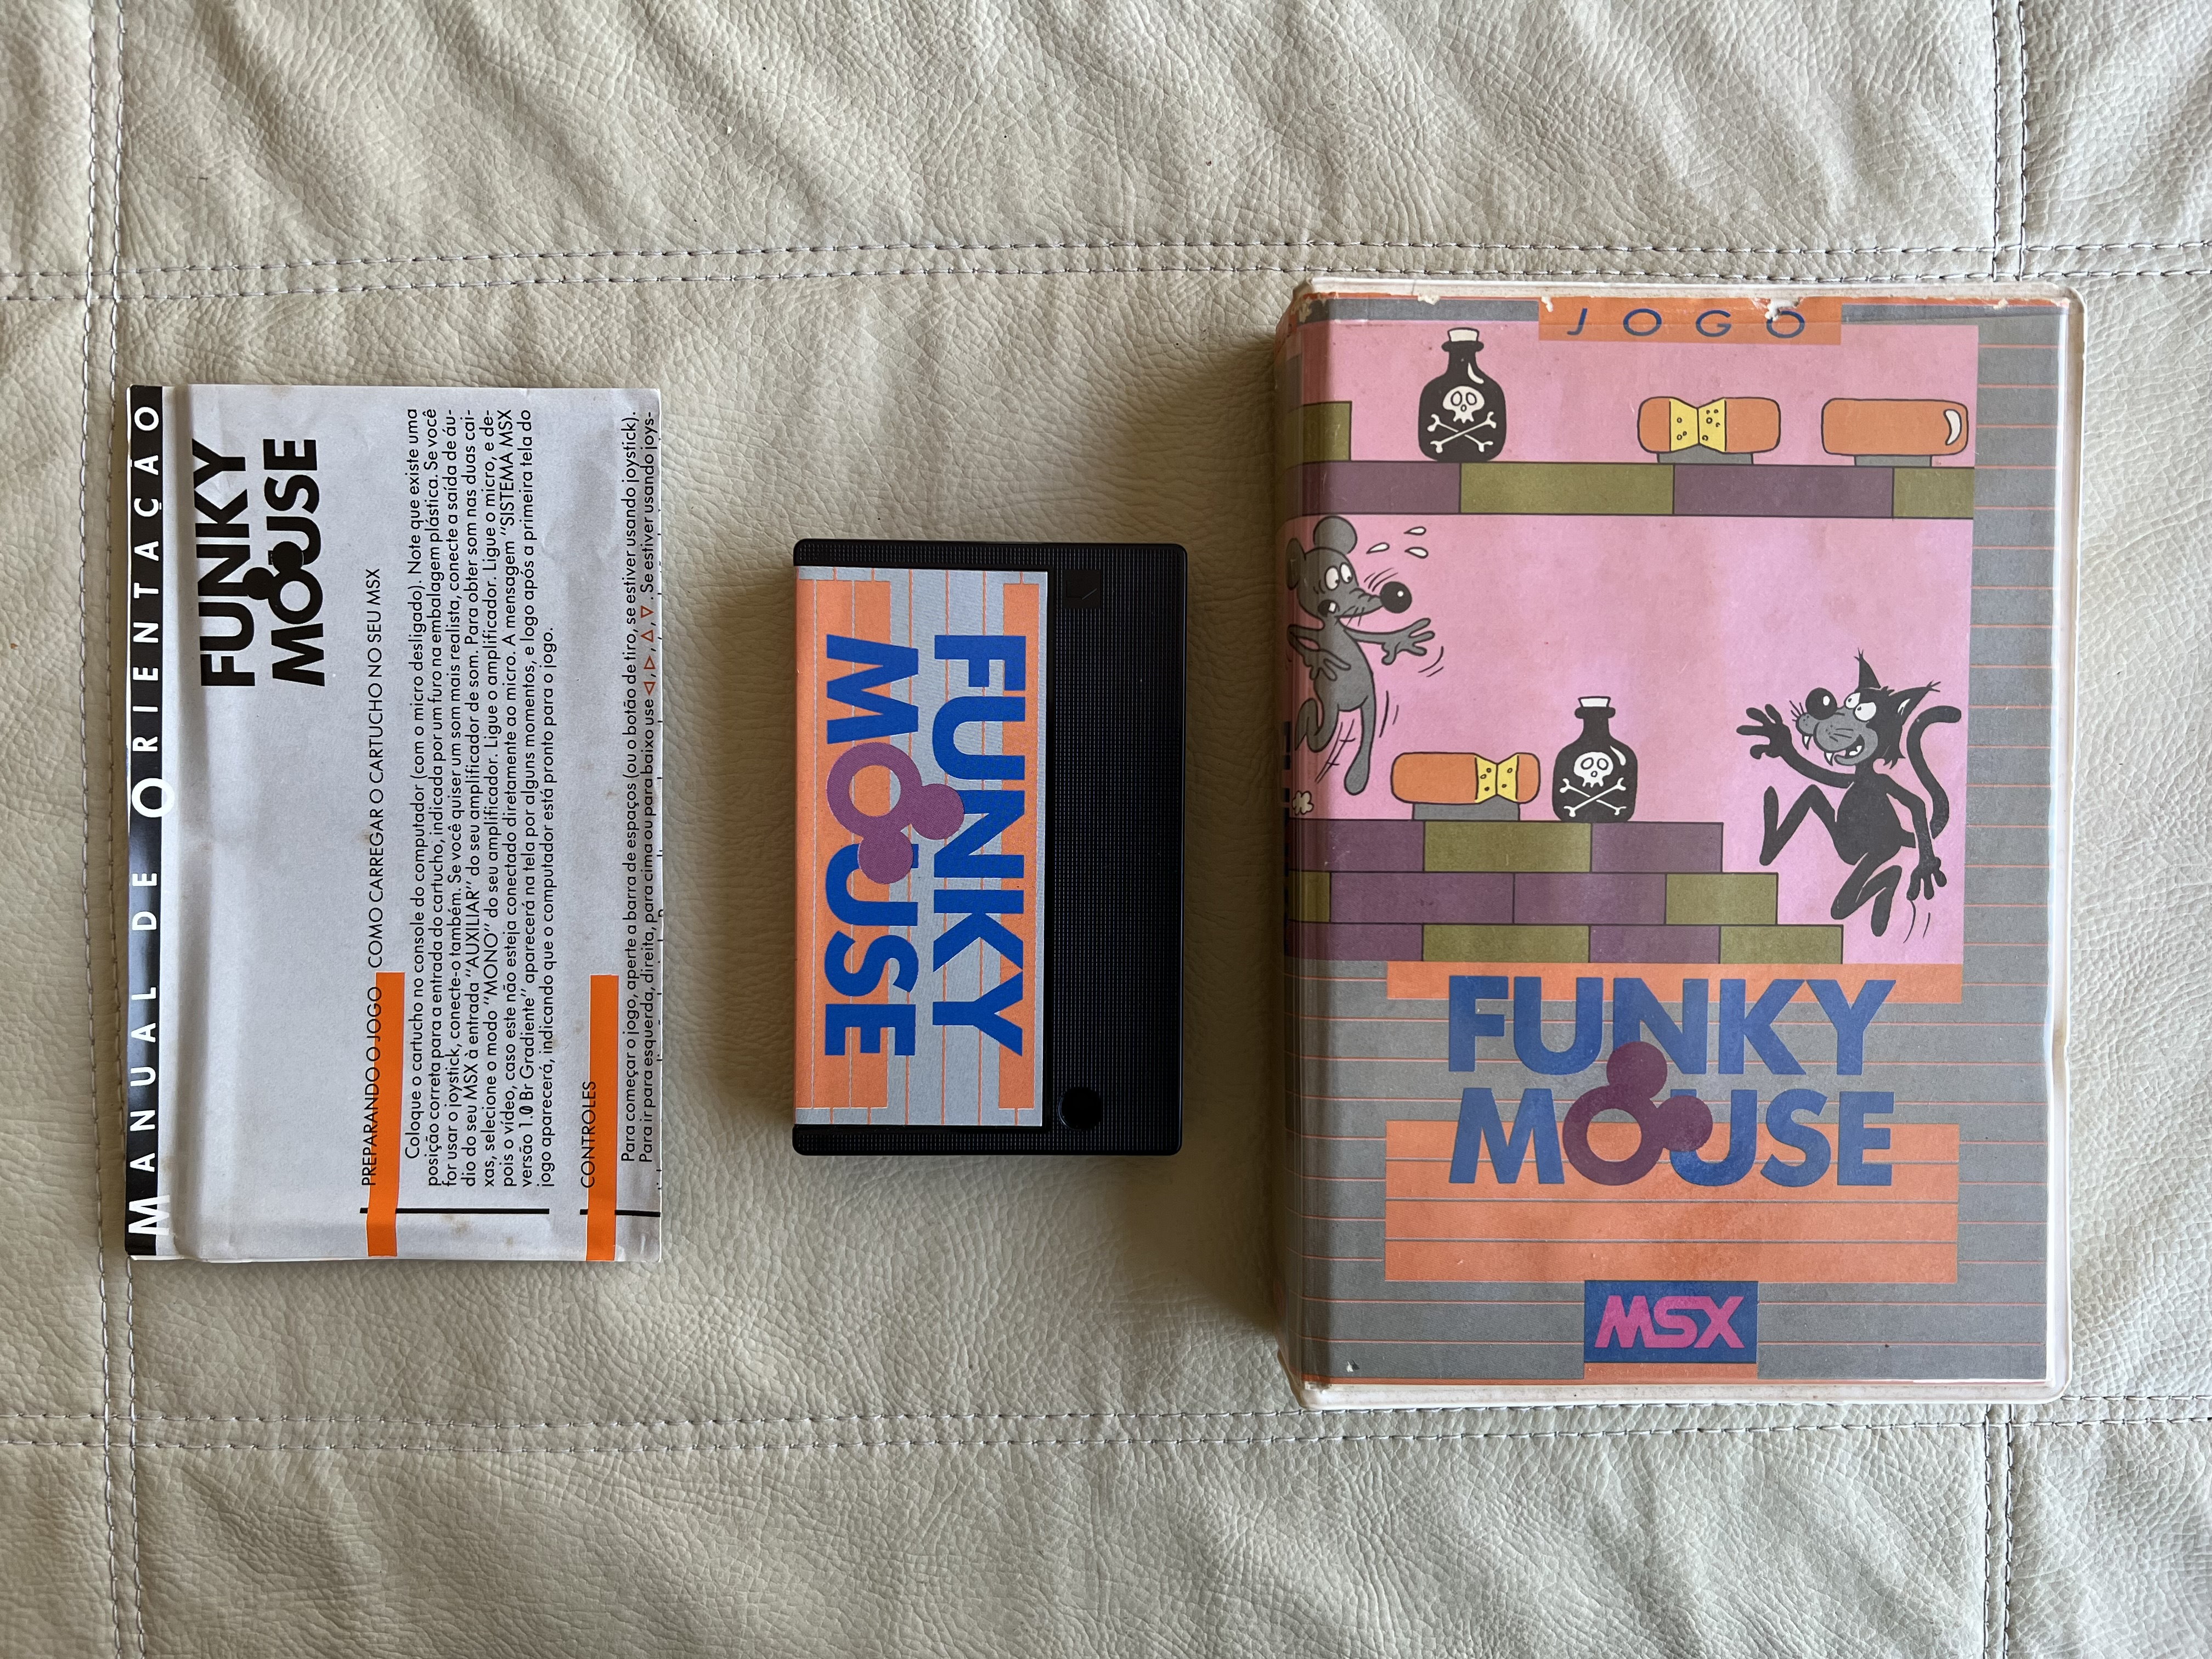 MANUAL DE ORIENTAÇÃO
FUNKY
MOUSE
PREPARANDO O JOGO COMO CARREGAR O CARTUCHO NO SEU MSX
Coloque o cartucho no console do computador (com o micro desligado). Note que existe uma
posição correta para a entrada do cartucho, indicada por um furo na embalagem plástica. Se você
for usar o joystick, conecte-o também. Se você quiser um som mais realista, conecte a saída de áu-
dio do seu MSX à entrada "AUXILIAR" do seu amplificador de som. Para obter som nas duas cai-
xas, selecione o modo "MONO" do seu amplificador. Ligue o amplificador. Ligue o micro, e de-
pois o vídeo, caso este não esteja conectado diretamente ao micro. A mensagem "SISTEMA MSX
versão 1.0 Br Gradiente" aparecerá na tela por alguns momentos, e logo após a primeira tela do
jogo aparecerá, indicando que o computador está pronto para o jogo.
CONTROLES
Para começar o jogo, aperte a barra de espaços (ou o botão de tiro, se estiver usando joystick).
Para ir para esquerda, direita, para cima ou para baixo use ◁, ▷, △, ▽. Se estiver usando joys-
FUNKY
MOUSE
JOGO
FUNKY
MOUSE
MSX